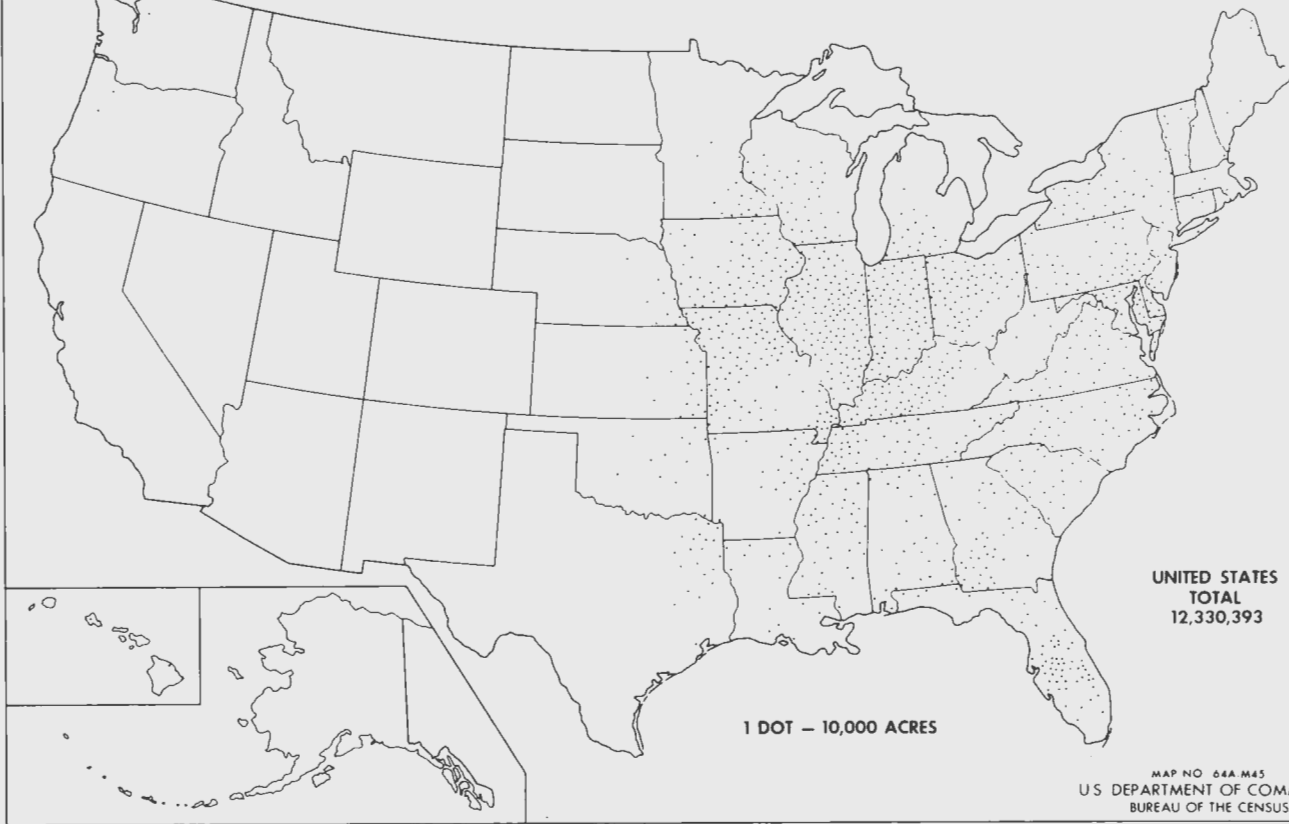 UNITED STATES
TOTAL
12,330,393
1 DOT – 10,000 ACRES
MAP NO 64A M45
U S DEPARTMENT OF COM
BUREAU OF THE CENSUS